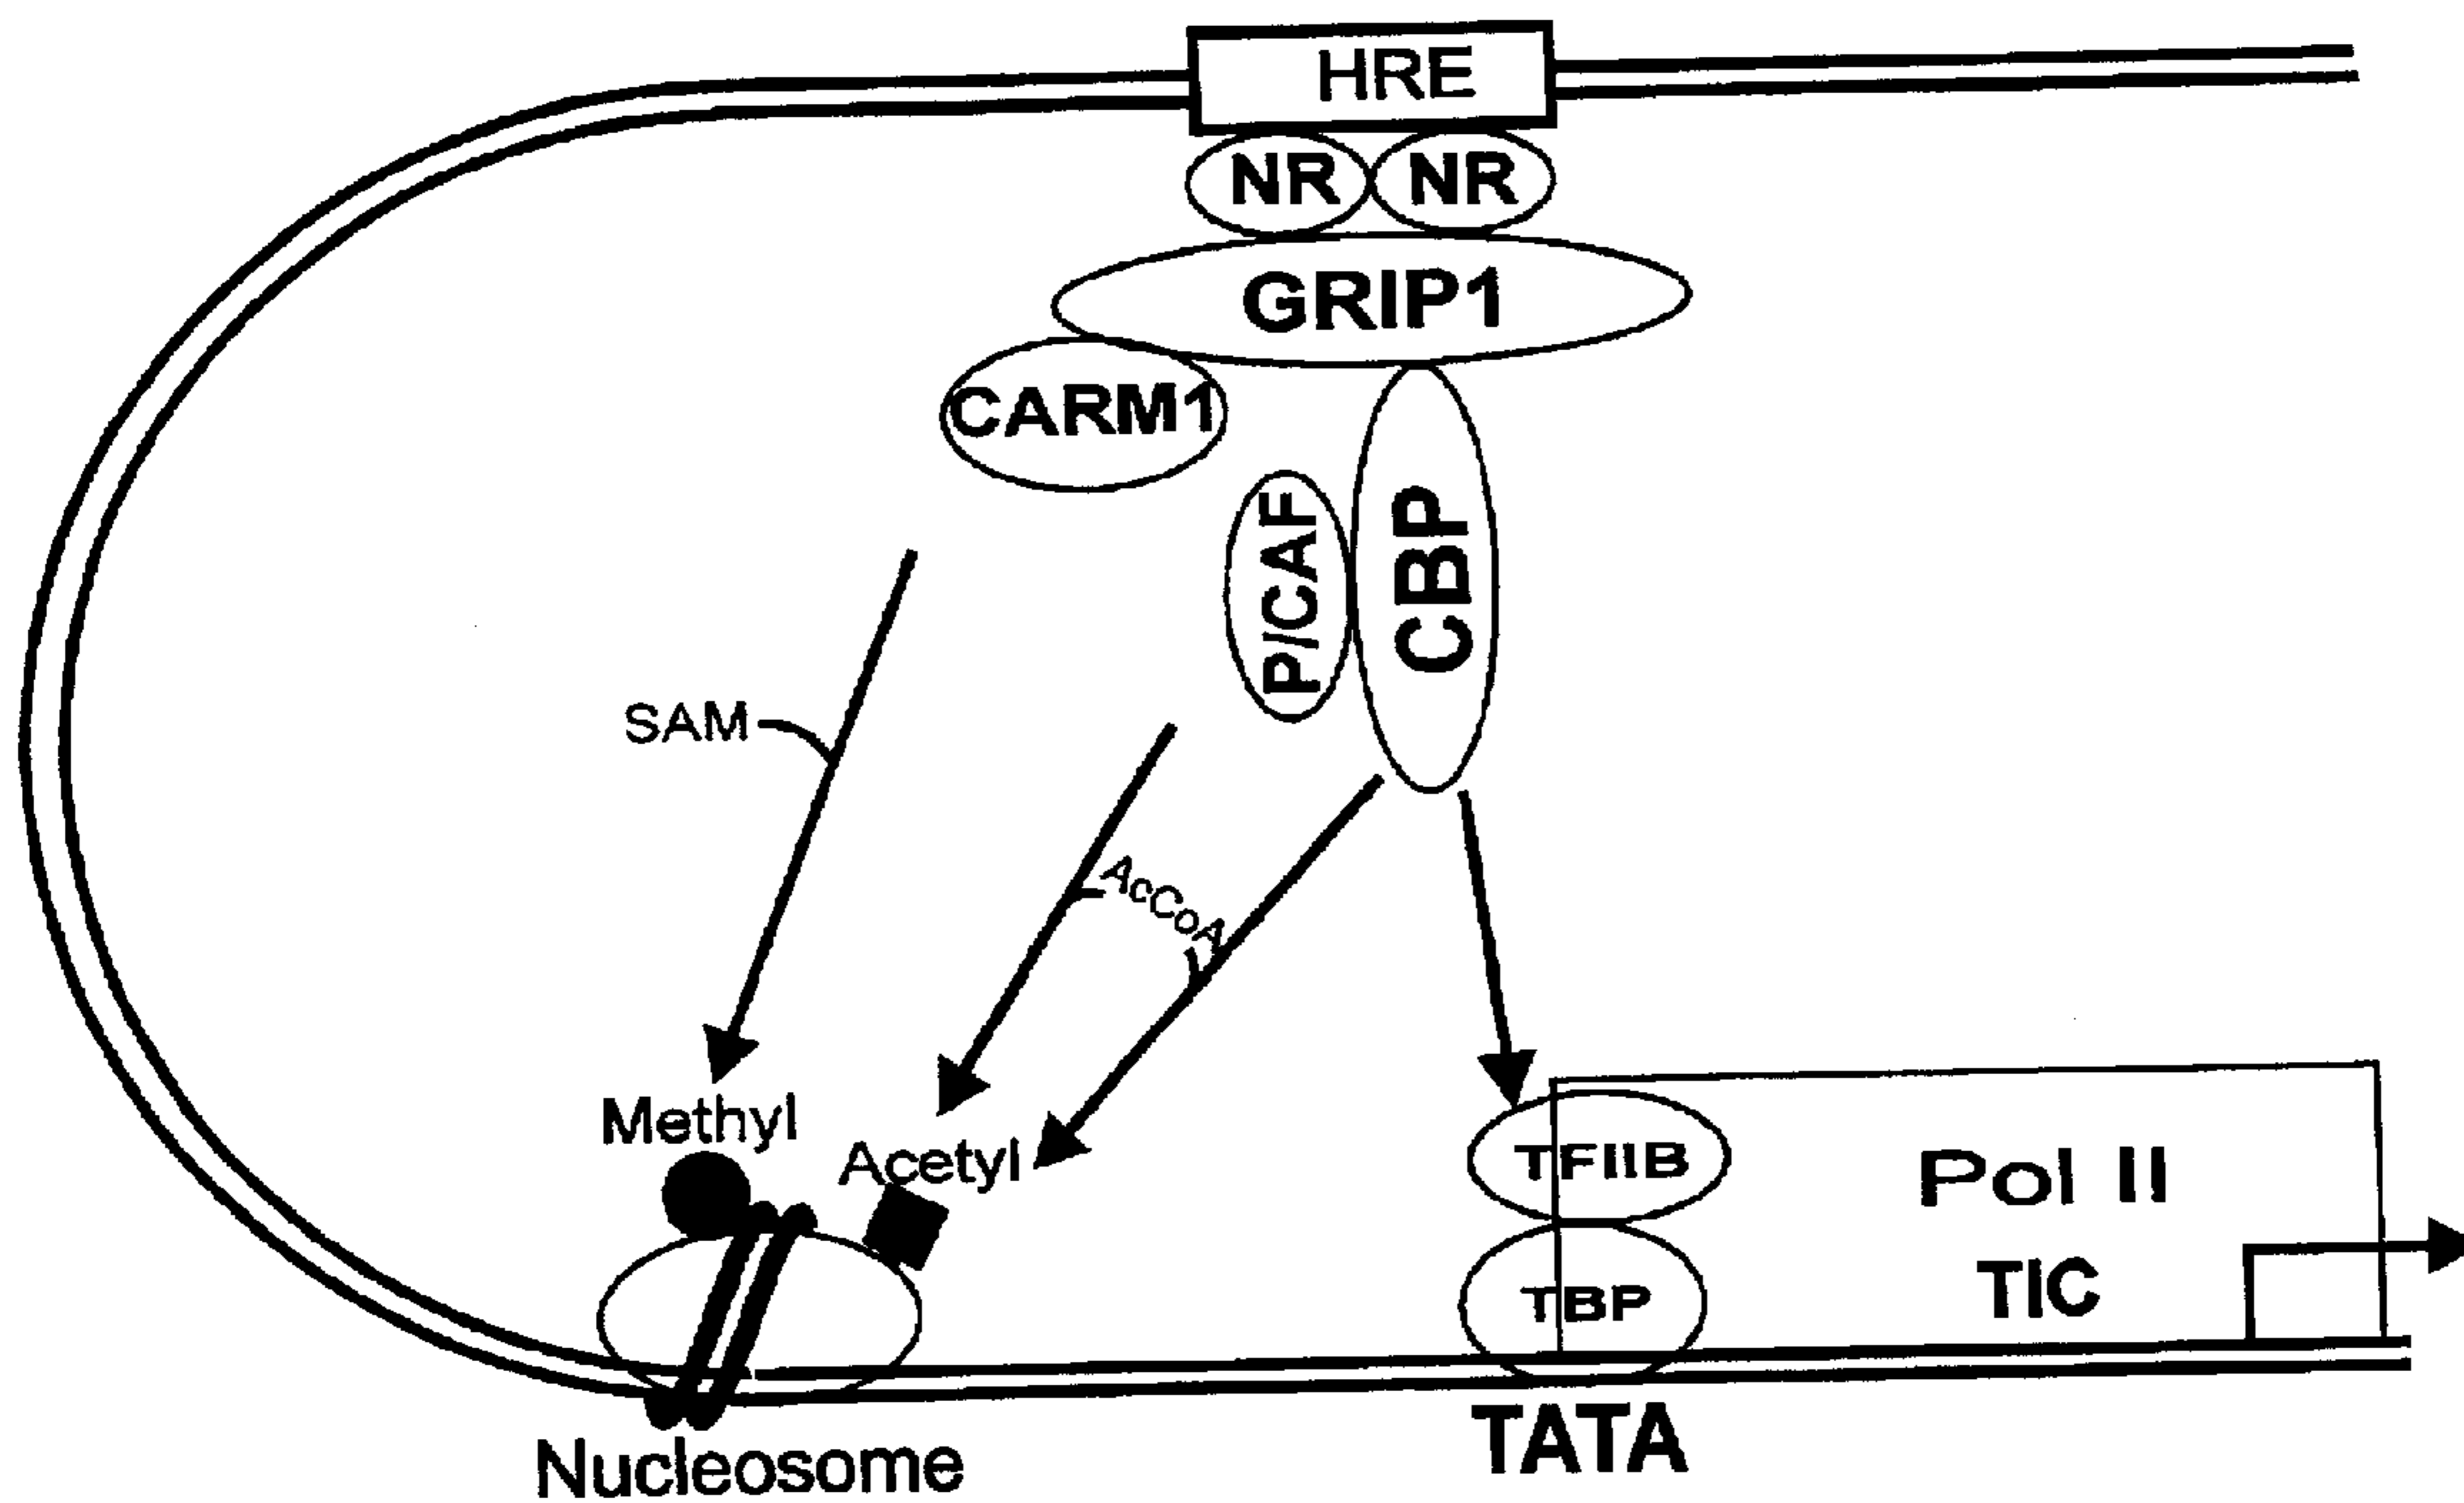 HRE
NR NR
GRIP1
CARM1
P/CAF
CBP
SAM
AcCoA
Methyl
Acetyl
TFIIB
Pol II
TBP
TIC
TATA
Nucleosome